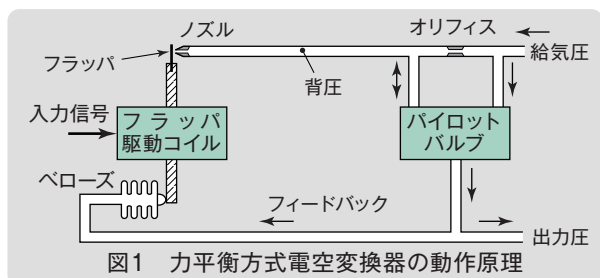 ノズル
オリフィス
フラッパ
給気圧
背圧
入力信号
フラッパ
駆動コイル
パイロット
バルブ
ベローズ
フィードバック
出力圧
図1 力平衡方式電空変換器の動作原理